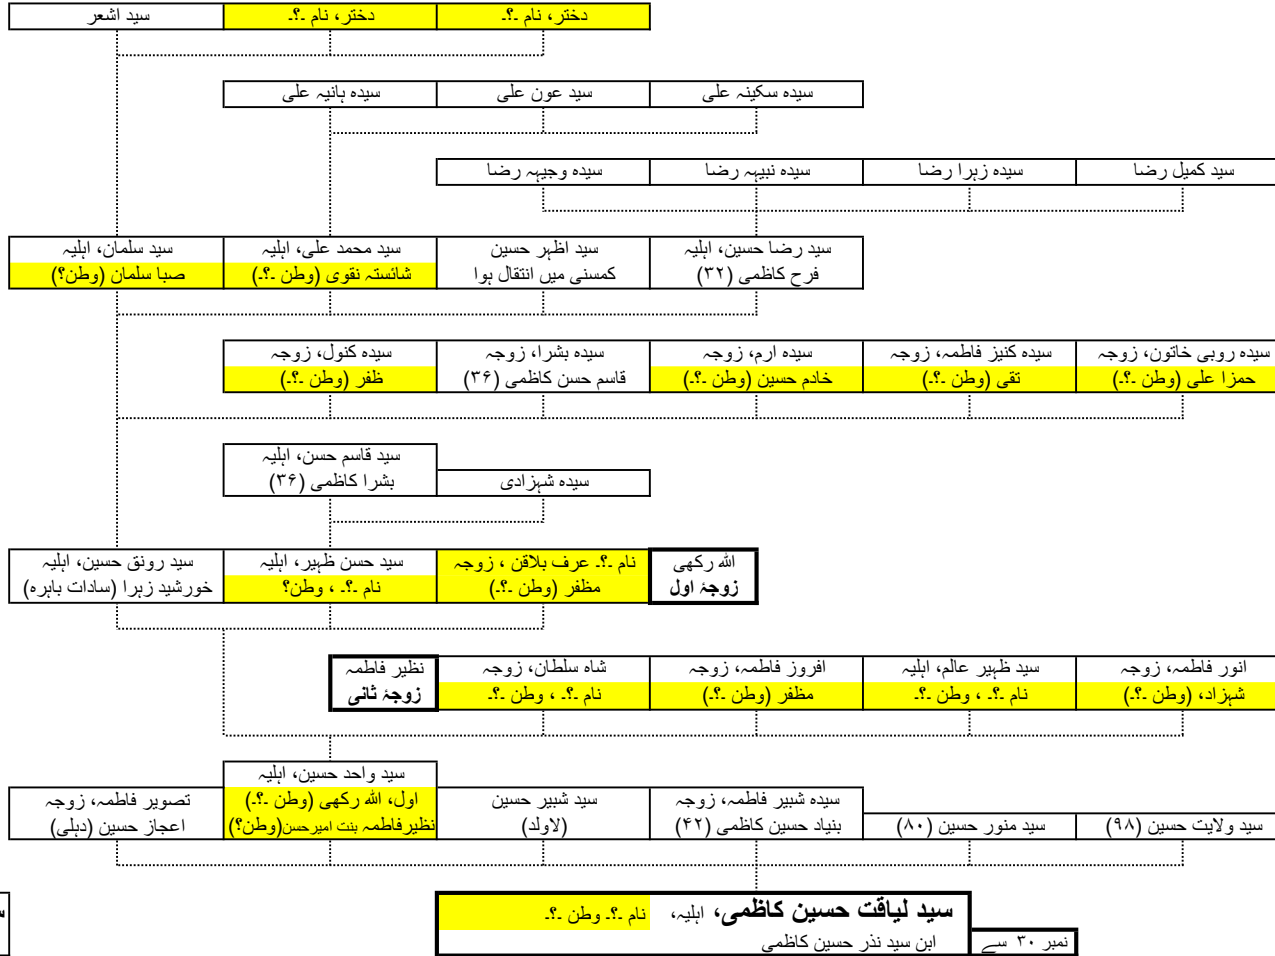 دختر، نام ـ؟ـ
دختر، نام ـ؟ـ
سید اشعر
سیدہ سکینہ علی
سید عون علی
سیدہ ہانیہ علی
سید کمیل رضا
سیدہ زہرا رضا
سیدہ نبیہہ رضا
سیدہ وجیہہ رضا
سید رضا حسین، اہلیہ
فرح کاظمی (۳۲)
سید اظہر حسین
کمسنی میں انتقال ہوا
سید محمد علی، اہلیہ
شائستہ نقوی (وطن ـ؟ـ)
سید سلمان، اہلیہ
صبا سلمان (وطن؟)
سیدہ روبی خاتون، زوجہ
حمزا علی (وطن ـ؟ـ)
سیدہ کنیز فاطمہ، زوجہ
تقی (وطن ـ؟ـ)
سیدہ ارم، زوجہ
خادم حسین (وطن ـ؟ـ)
سیدہ بشرا، زوجہ
قاسم حسن کاظمی (۳۶)
سیدہ کنول، زوجہ
ظفر (وطن ـ؟ـ)
سید قاسم حسن، اہلیہ
بشرا کاظمی (۳۶)
سیدہ شہزادی
اللہ رکھی
زوجۂ اول
نام ـ؟ـ عرف بلاقن ، زوجہ
مظفر (وطن ـ؟ـ)
سید حسن ظہیر، اہلیہ
نام ـ؟ـ ، وطن؟
سید رونق حسین، اہلیہ
خورشید زہرا (سادات باہرہ)
انور فاطمہ، زوجہ
شہزاد، (وطن ـ؟ـ)
سید ظہیر عالم، اہلیہ
نام ـ؟ـ ، وطن ـ؟ـ
افروز فاطمہ، زوجہ
مظفر (وطن ـ؟ـ)
شاہ سلطان، زوجہ
نام ـ؟ـ ، وطن ـ؟ـ
نظیر فاطمہ
زوجۂ ثانی
سید ولایت حسین (۹۸)
سید منور حسین (۸۰)
سیدہ شبیر فاطمہ، زوجہ
بنیاد حسین کاظمی (۴۲)
سید شبیر حسین
(لاولد)
سید واحد حسین، اہلیہ
اول، اللہ رکھی (وطن ـ؟ـ)
نظیرفاطمہ بنت امیرحسن(وطن؟)
تصویر فاطمہ، زوجہ
اعجاز حسین (دہلی)
سید لیاقت حسین کاظمی، اہلیہ، نام ـ؟ـ وطن ـ؟ـ
ابن سید نذر حسین کاظمی
نمبر ۳۰ سے